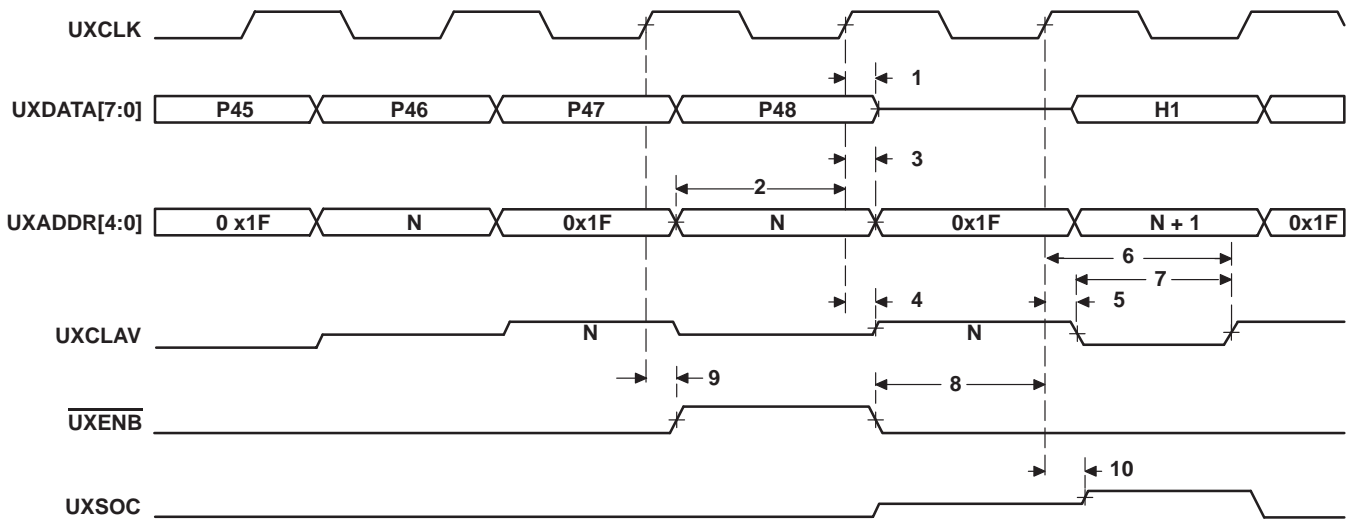 UXCLK
1
UXDATA[7:0] P45 P46 P47 P48 H1
3
2
UXADDR[4:0] 0 x1F N 0x1F N 0x1F N + 1 0x1F
6
7
4 5
UXCLAV N N
9 8
UXENB
10
UXSOC